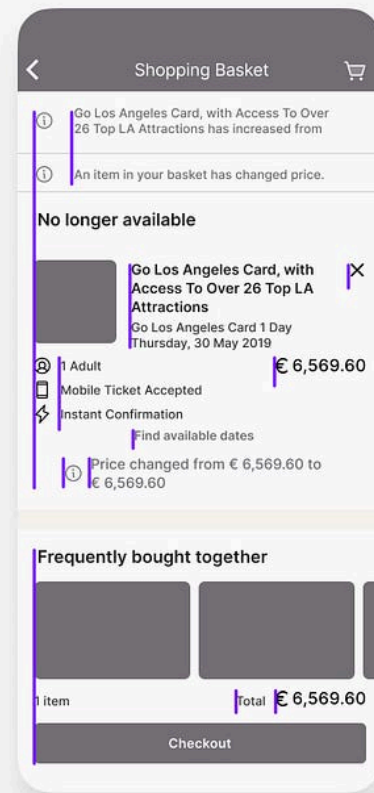 Shopping Basket
Go Los Angeles Card, with Access To Over
26 Top LA Attractions has increased from
An item in your basket has changed price.
No longer available
Go Los Angeles Card, with
Access To Over 26 Top LA
Attractions
Go Los Angeles Card 1 Day
Thursday, 30 May 2019
1 Adult
€ 6,569.60
Mobile Ticket Accepted
Instant Confirmation
Find available dates
Price changed from € 6,569.60 to
€ 6,569.60
Frequently bought together
1 item
Total € 6,569.60
Checkout